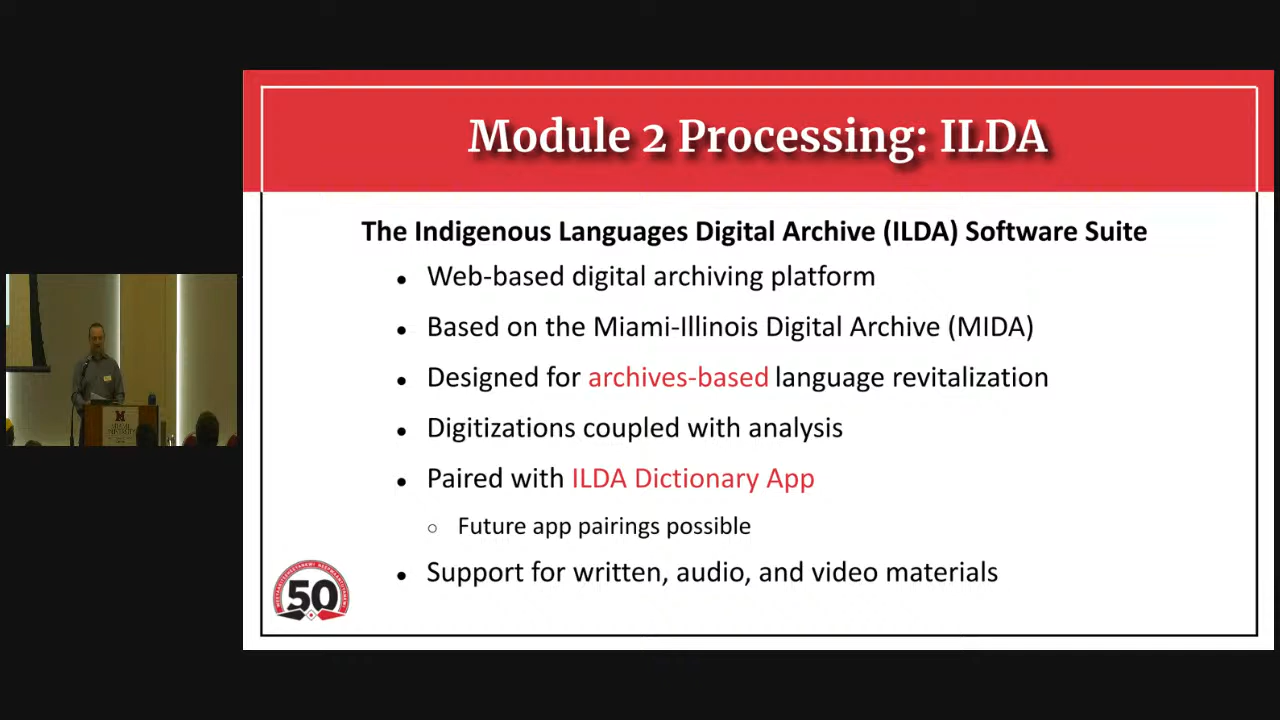 Module 2 Processing: ILDA
The Indigenous Languages Digital Archive (ILDA) Software Suite
• Web-based digital archiving platform
• Based on the Miami-Illinois Digital Archive (MIDA)
• Designed for archives-based language revitalization
• Digitizations coupled with analysis
• Paired with ILDA Dictionary App
○ Future app pairings possible
• Support for written, audio, and video materials
50
M